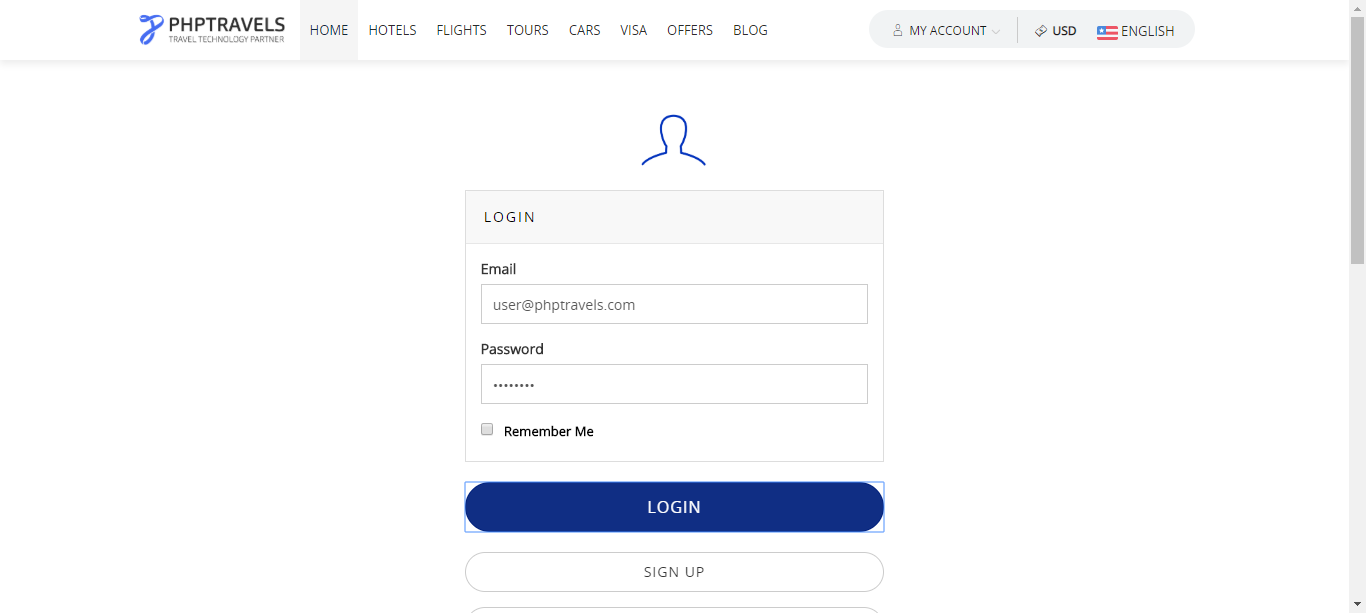 PHPTRAVELS
TRAVEL TECHNOLOGY PARTNER
HOME HOTELS FLIGHTS TOURS CARS VISA OFFERS BLOG MY ACCOUNT USD ENGLISH
LOGIN
Email
user@phptravels.com
Password
••••••••
Remember Me
LOGIN
SIGN UP